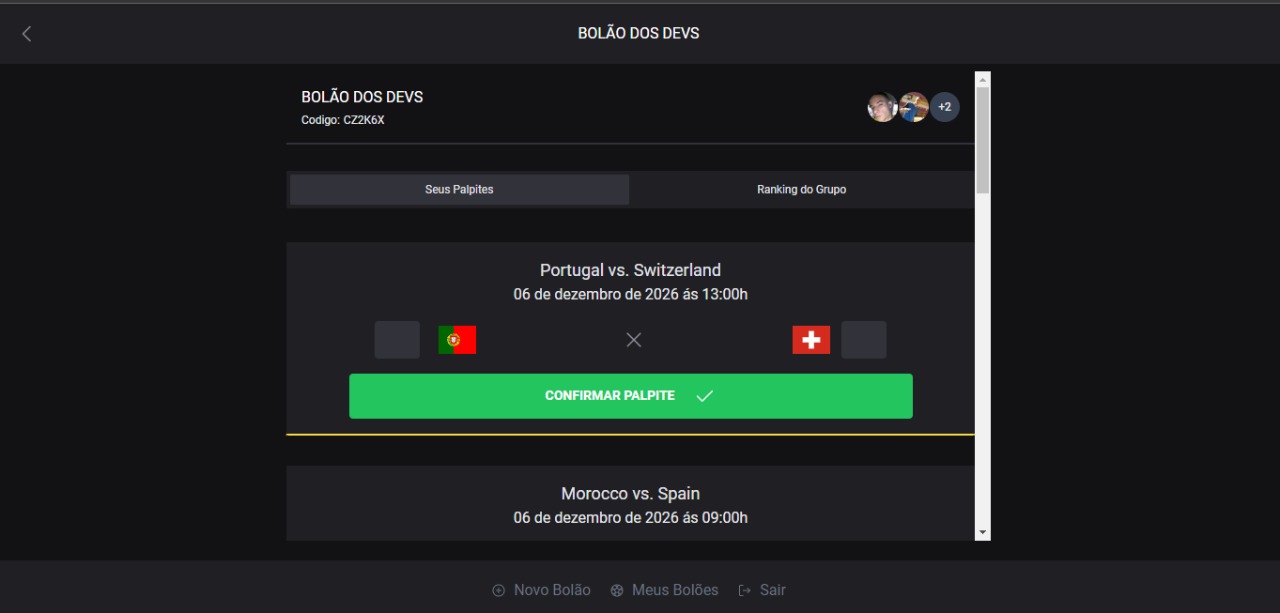 BOLÃO DOS DEVS
BOLÃO DOS DEVS
Codigo: CZ2K6X
+2
Seus Palpites
Ranking do Grupo
Portugal vs. Switzerland
06 de dezembro de 2026 ás 13:00h
CONFIRMAR PALPITE
Morocco vs. Spain
06 de dezembro de 2026 ás 09:00h
Novo Bolão
Meus Bolões
Sair